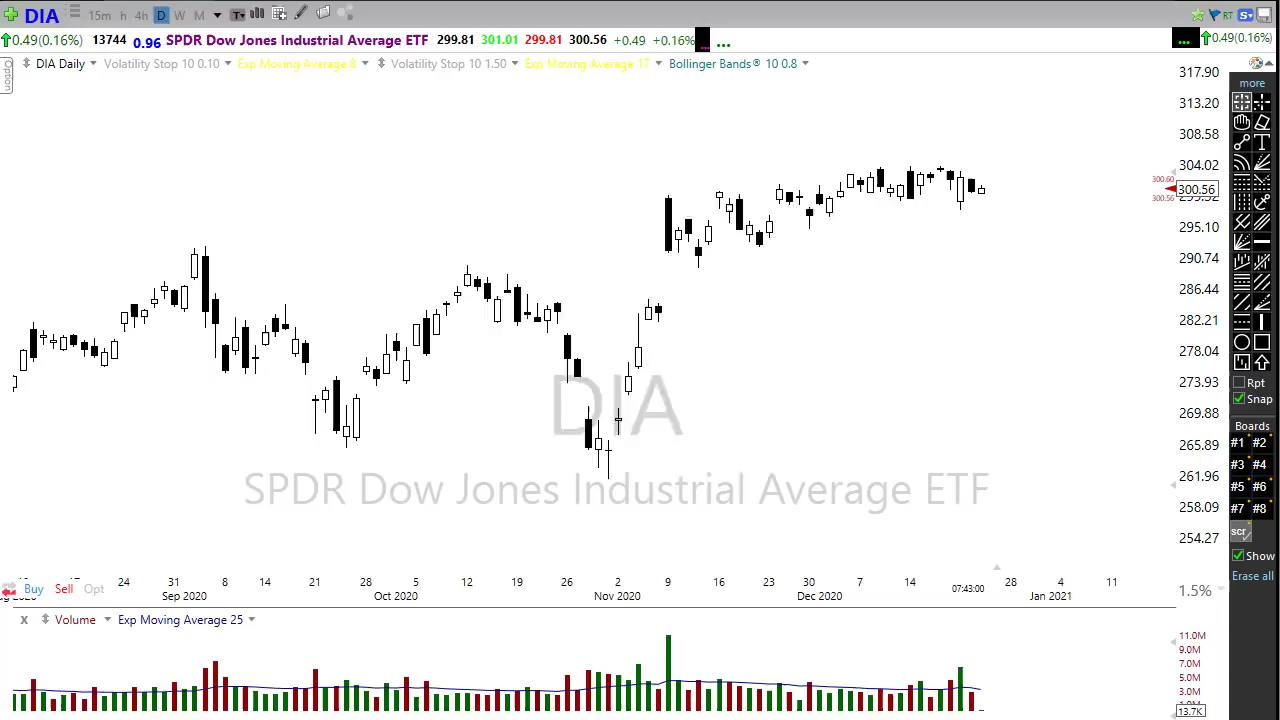 DIA 15m h 4h D W M T RT S
0.49(0.16%) 13744 0.96 SPDR Dow Jones Industrial Average ETF 299.81 301.01 299.81 300.56 +0.49 +0.16% ... ... 0.49(0.16%)
Option DIA Daily Volatility Stop 10 0.10 Exp Moving Average 8 Volatility Stop 10 1.50 Exp Moving Average 17 Bollinger Bands® 10 0.8
317.90
313.20
308.58
304.02
300.60
300.56
300.56
295.10
290.74
286.44
282.21
278.04
273.93
269.88
265.89
261.96
258.09
254.27
more
T
Rpt
Snap
Boards
#1 #2
#3 #4
#5 #6
#7 #8
scr
Show
Erase all
DIA
SPDR Dow Jones Industrial Average ETF
24 31 8 14 21 28 5 12 19 26 2 9 16 23 30 7 14 07:43:00 28 4 11
Buy Sell Opt
Sep 2020 Oct 2020 Nov 2020 Dec 2020 Jan 2021
1.5%
x Volume Exp Moving Average 25
11.0M
9.0M
7.0M
5.0M
3.0M
13.7K